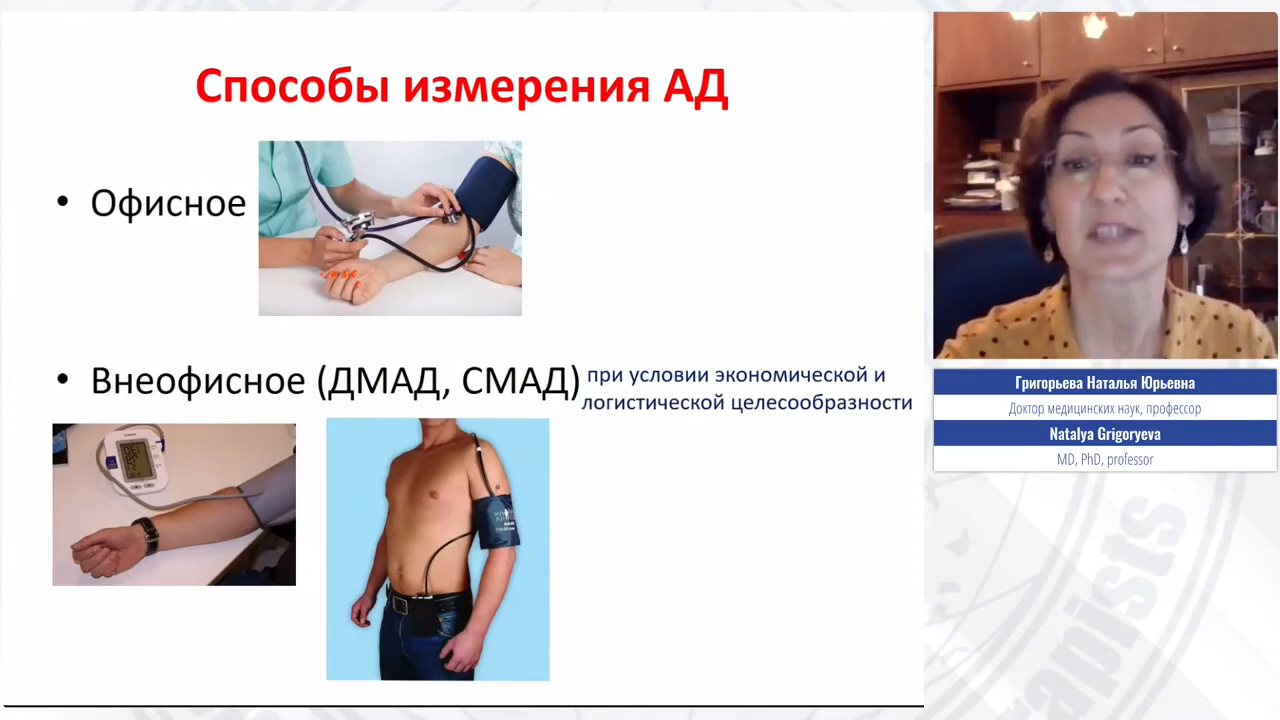 Способы измерения АД
• Офисное
• Внеофисное (ДМАД, СМАД) при условии экономической и
логистической целесообразности
Григорьева Наталья Юрьевна
Доктор медицинских наук, профессор
Natalya Grigoryeva
MD, PhD, professor